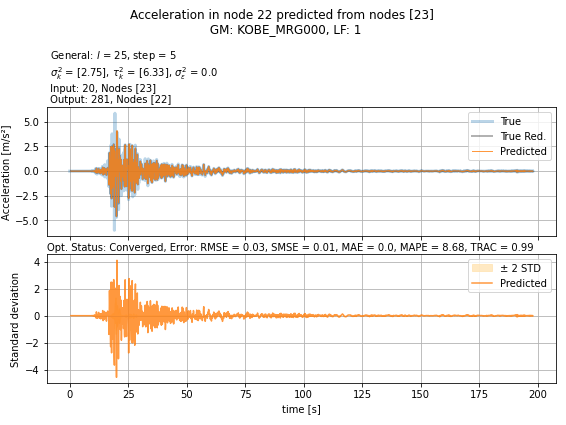 Acceleration in node 22 predicted from nodes [23]
GM: KOBE_MRG000, LF: 1
General: l = 25, step = 5
σ²ₖ = [2.75], τ²ₖ = [6.33], σ²ε = 0.0
Input: 20, Nodes [23]
Output: 281, Nodes [22]
Acceleration [m/s²]
5.0
2.5
0.0
−2.5
−5.0
True
True Red.
Predicted
Opt. Status: Converged, Error: RMSE = 0.03, SMSE = 0.01, MAE = 0.0, MAPE = 8.68, TRAC = 0.99
Standard deviation
4
2
0
−2
−4
± 2 STD
Predicted
0 25 50 75 100 125 150 175 200
time [s]